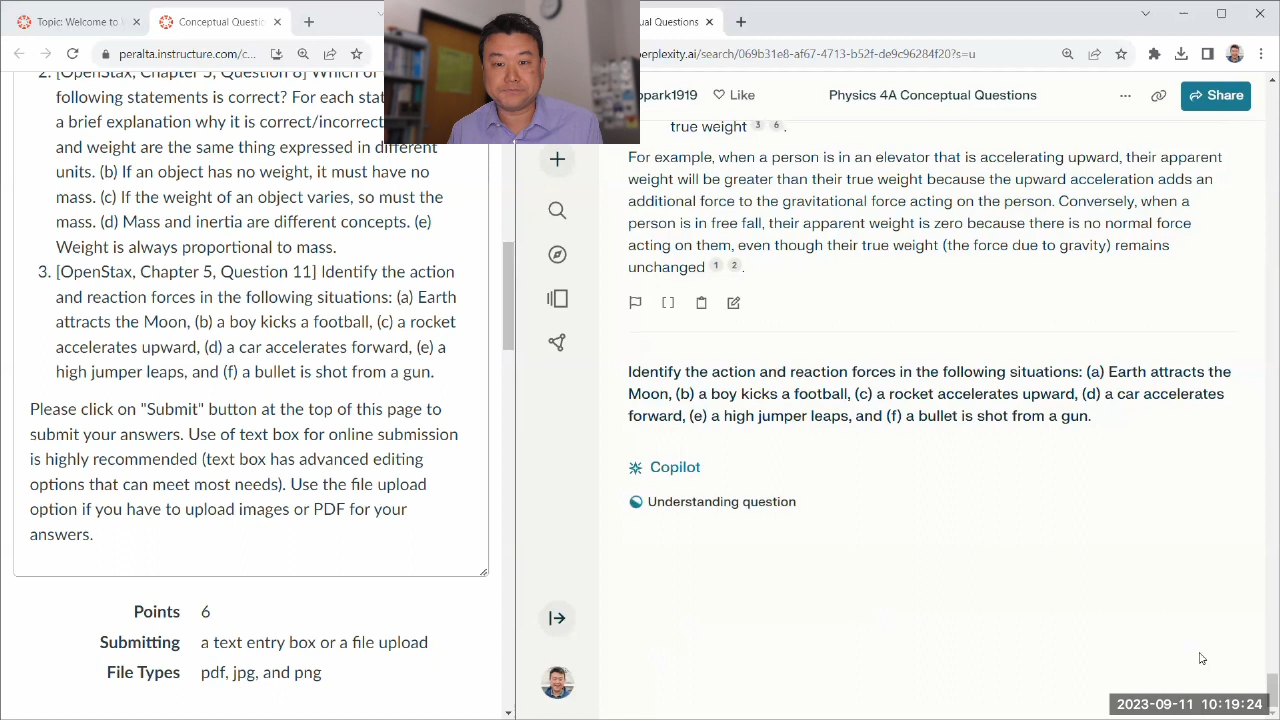 Topic: Welcome to
Conceptual Questi
al Questions
peralta.instructure.com/c...
erplexity.ai/search/069b31e8-af67-4713-b52f-de9c96284f20?s=u
opark1919
Like
Physics 4A Conceptual Questions
Share
2. [OpenStax, Chapter 5, Question 8] Which of
following statements is correct? For each stat
a brief explanation why it is correct/incorrect
and weight are the same thing expressed in different
units. (b) If an object has no weight, it must have no
mass. (c) If the weight of an object varies, so must the
mass. (d) Mass and inertia are different concepts. (e)
Weight is always proportional to mass.
3. [OpenStax, Chapter 5, Question 11] Identify the action
and reaction forces in the following situations: (a) Earth
attracts the Moon, (b) a boy kicks a football, (c) a rocket
accelerates upward, (d) a car accelerates forward, (e) a
high jumper leaps, and (f) a bullet is shot from a gun.
Please click on "Submit" button at the top of this page to
submit your answers. Use of text box for online submission
is highly recommended (text box has advanced editing
options that can meet most needs). Use the file upload
option if you have to upload images or PDF for your
answers.
Points 6
Submitting a text entry box or a file upload
File Types pdf, jpg, and png
true weight 3 6 .
For example, when a person is in an elevator that is accelerating upward, their apparent
weight will be greater than their true weight because the upward acceleration adds an
additional force to the gravitational force acting on the person. Conversely, when a
person is in free fall, their apparent weight is zero because there is no normal force
acting on them, even though their true weight (the force due to gravity) remains
unchanged 1 2 .
Identify the action and reaction forces in the following situations: (a) Earth attracts the
Moon, (b) a boy kicks a football, (c) a rocket accelerates upward, (d) a car accelerates
forward, (e) a high jumper leaps, and (f) a bullet is shot from a gun.
Copilot
Understanding question
2023-09-11 10:19:24